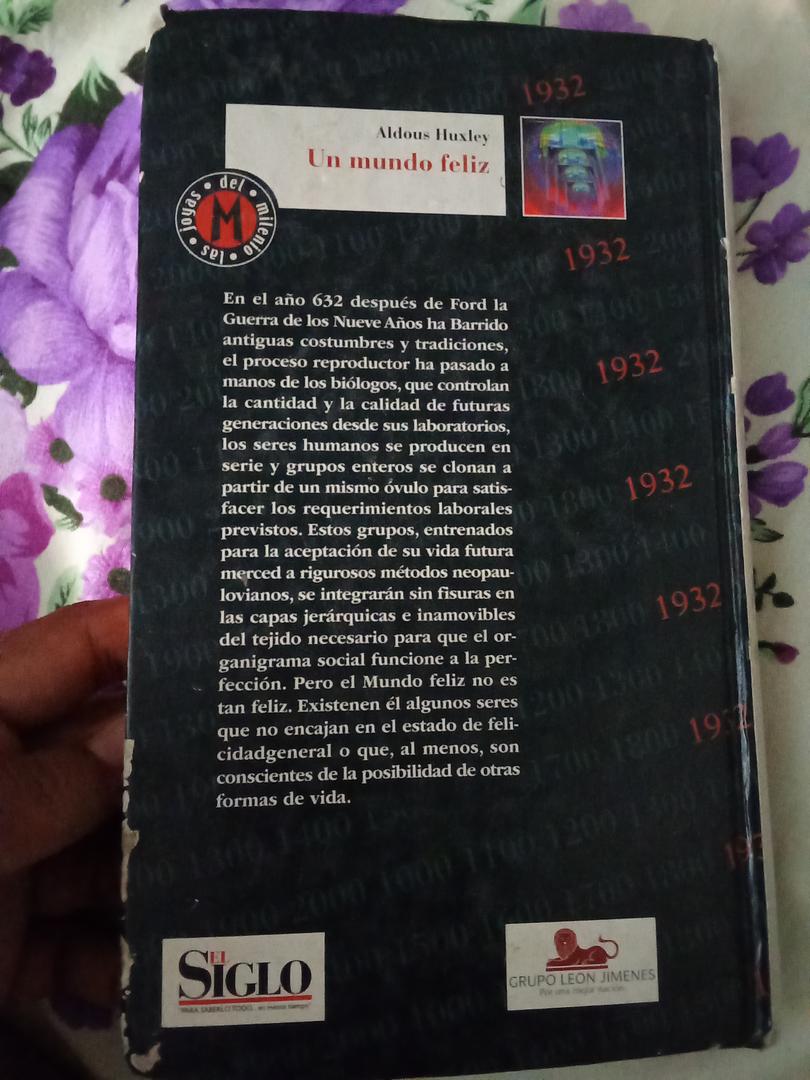 1932
Aldous Huxley
Un mundo feliz
las • joyas • del • milenio •
M
1932
En el año 632 después de Ford la
Guerra de los Nueve Años ha Barrido
antiguas costumbres y tradiciones,
el proceso reproductor ha pasado a
manos de los biólogos, que controlan
la cantidad y la calidad de futuras
generaciones desde sus laboratorios,
los seres humanos se producen en
serie y grupos enteros se clonan a
partir de un mismo óvulo para satis-
facer los requerimientos laborales
previstos. Estos grupos, entrenados
para la aceptación de su vida futura
merced a rigurosos métodos neopau-
lovianos, se integrarán sin fisuras en
las capas jerárquicas e inamovibles
del tejido necesario para que el or-
ganigrama social funcione a la per-
fección. Pero el Mundo feliz no es
tan feliz. Existenen él algunos seres
que no encajan en el estado de feli-
cidadgeneral o que, al menos, son
conscientes de la posibilidad de otras
formas de vida.
1932
1932
1932
1932
EL
SIGLO
GRUPO LEON JIMENES
Por una mejor nación